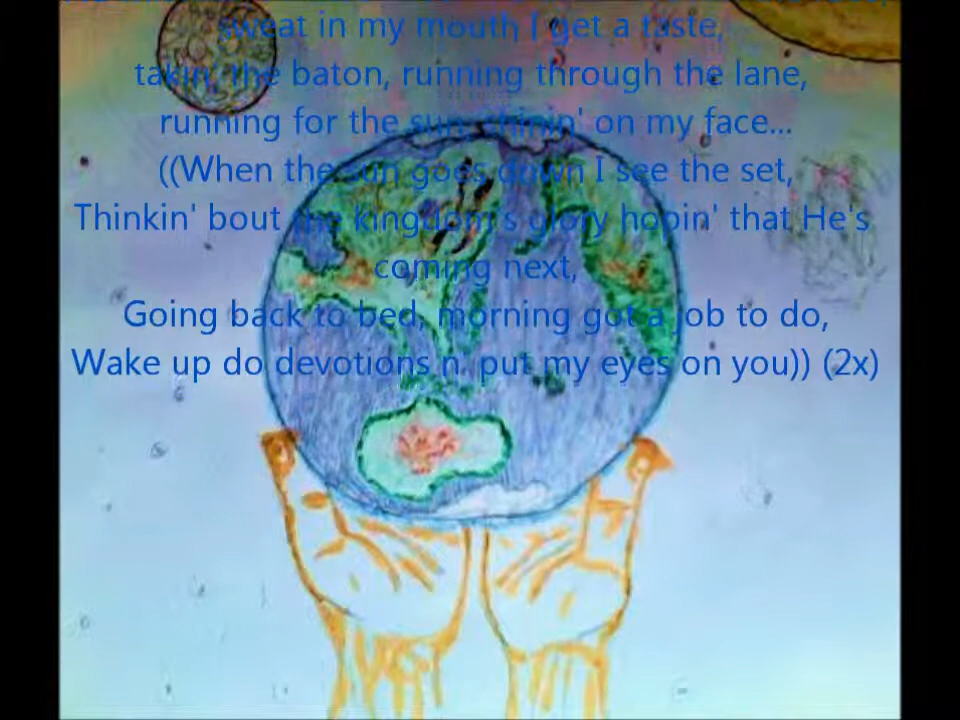 sweat in my mouth I get a taste,
takin' the baton, running through the lane,
running for the sun shinin' on my face...
((When the sun goes down I see the set,
Thinkin' bout the kingdom's glory hopin' that He's
coming next,
Going back to bed, morning got a job to do,
Wake up do devotions n. put my eyes on you)) (2x)